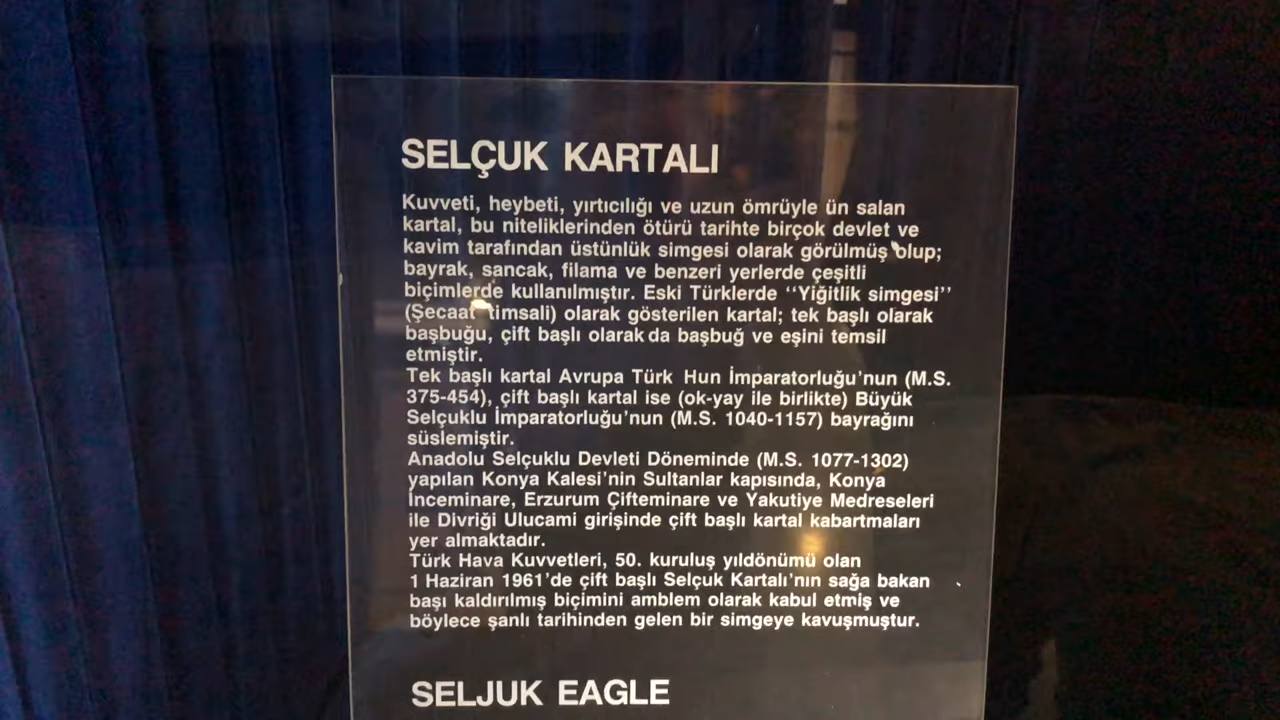 SELÇUK KARTALI
Kuvveti, heybeti, yırtıcılığı ve uzun ömrüyle ün salan
kartal, bu niteliklerinden ötürü tarihte birçok devlet ve
kavim tarafından üstünlük simgesi olarak görülmüş olup;
bayrak, sancak, filama ve benzeri yerlerde çeşitli
biçimlerde kullanılmıştır. Eski Türklerde ‘‘Yiğitlik simgesi’’
(Şecaat timsali) olarak gösterilen kartal; tek başlı olarak
başbuğu, çift başlı olarak da başbuğ ve eşini temsil
etmiştir.
Tek başlı kartal Avrupa Türk Hun İmparatorluğu’nun (M.S.
375-454), çift başlı kartal ise (ok-yay ile birlikte) Büyük
Selçuklu İmparatorluğu’nun (M.S. 1040-1157) bayrağını
süslemiştir.
Anadolu Selçuklu Devleti Döneminde (M.S. 1077-1302)
yapılan Konya Kalesi’nin Sultanlar kapısında, Konya
İnceminare, Erzurum Çifteminare ve Yakutiye Medreseleri
ile Divriği Ulucami girişinde çift başlı kartal kabartmaları
yer almaktadır.
Türk Hava Kuvvetleri, 50. kuruluş yıldönümü olan
1 Haziran 1961’de çift başlı Selçuk Kartalı’nın sağa bakan
başı kaldırılmış biçimini amblem olarak kabul etmiş ve
böylece şanlı tarihinden gelen bir simgeye kavuşmuştur.
SELJUK EAGLE